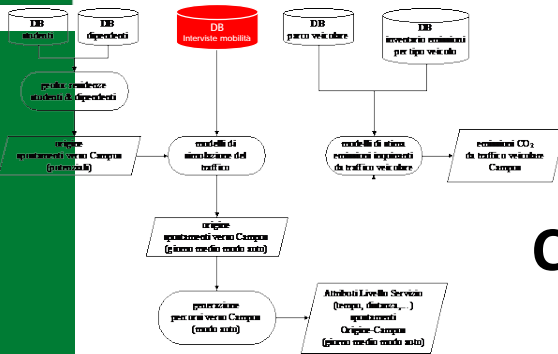 DB
studenti
DB
dipendenti
DB
Interviste mobilità
DB
parco veicolare
DB
inventario emissioni
per tipo veicolo
geoloc. residenze
studenti & dipendenti
origine
spostamenti verso Campus
(potenziali)
modelli di
simulazione del
traffico
modelli di stima
emissioni inquinanti
da traffico veicolare
emissioni CO2
da traffico veicolare
Campus
origine
spostamenti verso Campus
(giorno medio modo auto)
generazione
percorsi verso Campus
(modo auto)
Attributi Livello Servizio
(tempo, distanza,...)
spostamenti
Origine-Campus
(giorno medio modo auto)